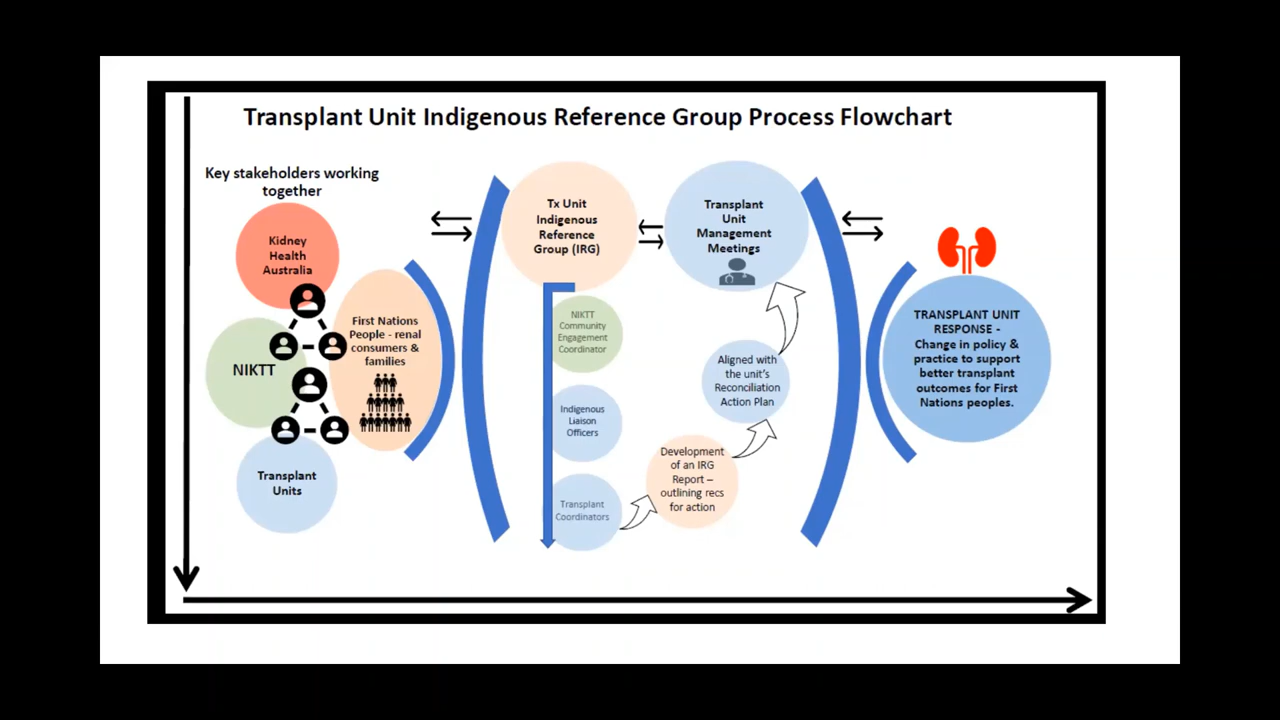 Transplant Unit Indigenous Reference Group Process Flowchart
Key stakeholders working
together
Kidney
Health
Australia
NIKTT
First Nations
People - renal
consumers &
families
Transplant
Units
Tx Unit
Indigenous
Reference
Group (IRG)
NIKTT
Community
Engagement
Coordinator
Indigenous
Liaison
Officers
Transplant
Coordinators
Development
of an IRG
Report –
outlining recs
for action
Aligned with
the unit's
Reconciliation
Action Plan
Transplant
Unit
Management
Meetings
TRANSPLANT UNIT
RESPONSE -
Change in policy &
practice to support
better transplant
outcomes for First
Nations peoples.